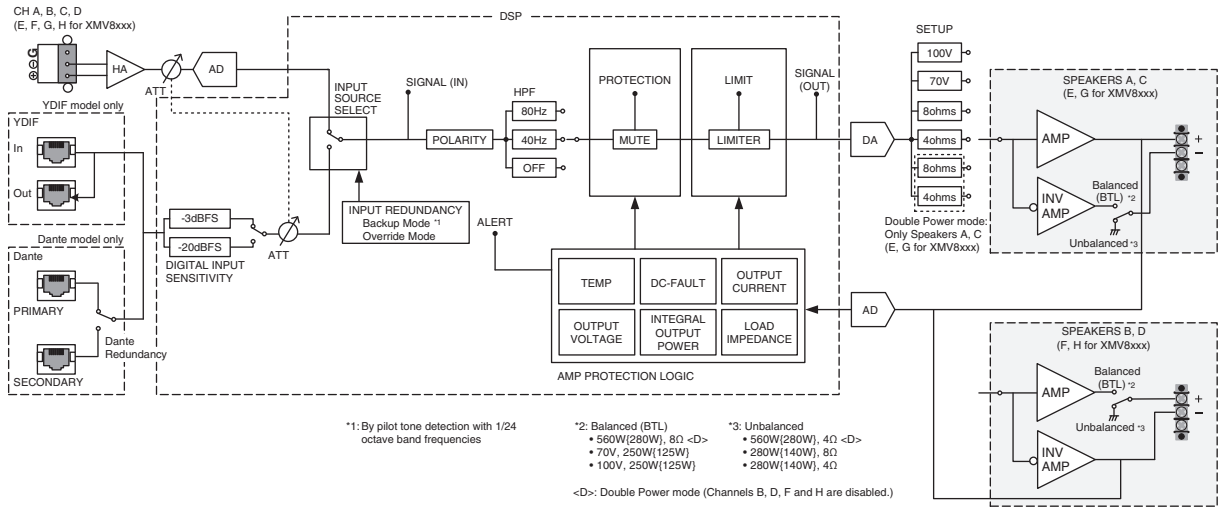 CH A, B, C, D
(E, F, G, H for XMV8xxx)
G
HA
ATT
AD
YDIF model only
YDIF
In
Out
Dante model only
Dante
PRIMARY
SECONDARY
Dante
Redundancy
DSP
-3dBFS
-20dBFS
DIGITAL INPUT
SENSITIVITY
ATT
INPUT
SOURCE
SELECT
SIGNAL (IN)
INPUT REDUNDANCY
Backup Mode *1
Override Mode
POLARITY
HPF
80Hz
40Hz
OFF
PROTECTION
MUTE
LIMIT
LIMITER
SIGNAL
(OUT)
ALERT
TEMP
DC-FAULT
OUTPUT
CURRENT
OUTPUT
VOLTAGE
INTEGRAL
OUTPUT
POWER
LOAD
IMPEDANCE
AMP PROTECTION LOGIC
DA
AD
SETUP
100V
70V
8ohms
4ohms
8ohms
4ohms
Double Power mode:
Only Speakers A, C
(E, G for XMV8xxx)
SPEAKERS A, C
(E, G for XMV8xxx)
AMP
INV
AMP
Balanced
(BTL) *2
Unbalanced *3
+
–
SPEAKERS B, D
(F, H for XMV8xxx)
AMP
INV
AMP
Balanced
(BTL) *2
Unbalanced *3
+
–
*1: By pilot tone detection with 1/24
octave band frequencies
*2: Balanced (BTL)
• 560W{280W}, 8Ω <D>
• 70V, 250W{125W}
• 100V, 250W{125W}
*3: Unbalanced
• 560W{280W}, 4Ω <D>
• 280W{140W}, 8Ω
• 280W{140W}, 4Ω
<D>: Double Power mode (Channels B, D, F and H are disabled.)